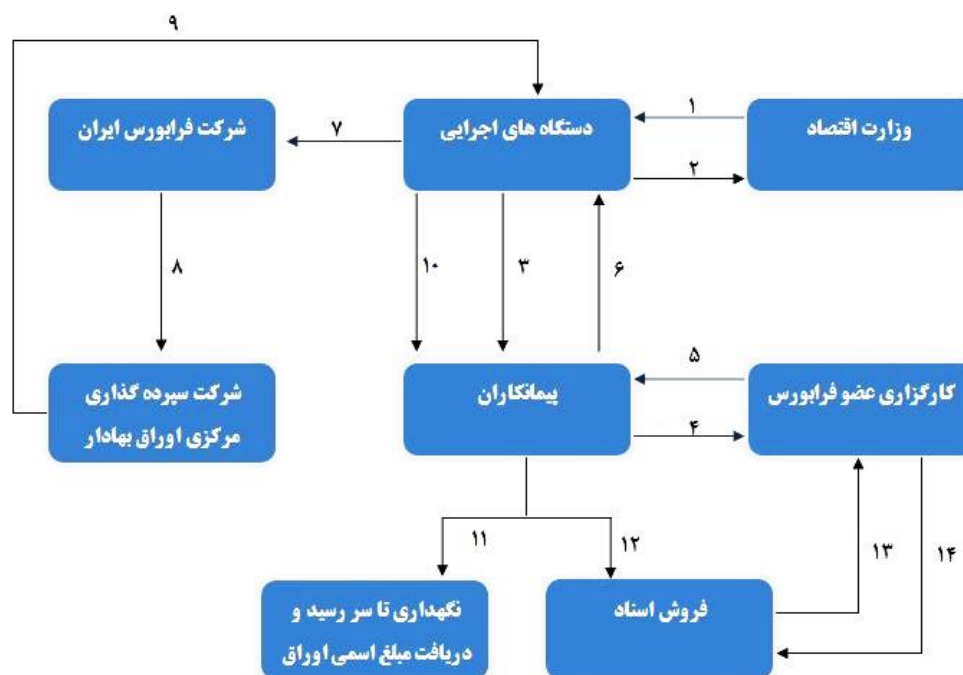 ۹
وزارت اقتصاد
۱
۲
دستگاه های اجرایی
۷
شرکت فرابورس ایران
۶
۳
۱۰
۸
کارگزاری عضو فرابورس
۵
۴
پیمانکاران
شرکت سپرده گذاری
مرکزی اوراق بهادار
۱۴
۱۳
۱۲
۱۱
فروش اسناد
نگهداری تا سر رسید و
دریافت مبلغ اسمی اوراق